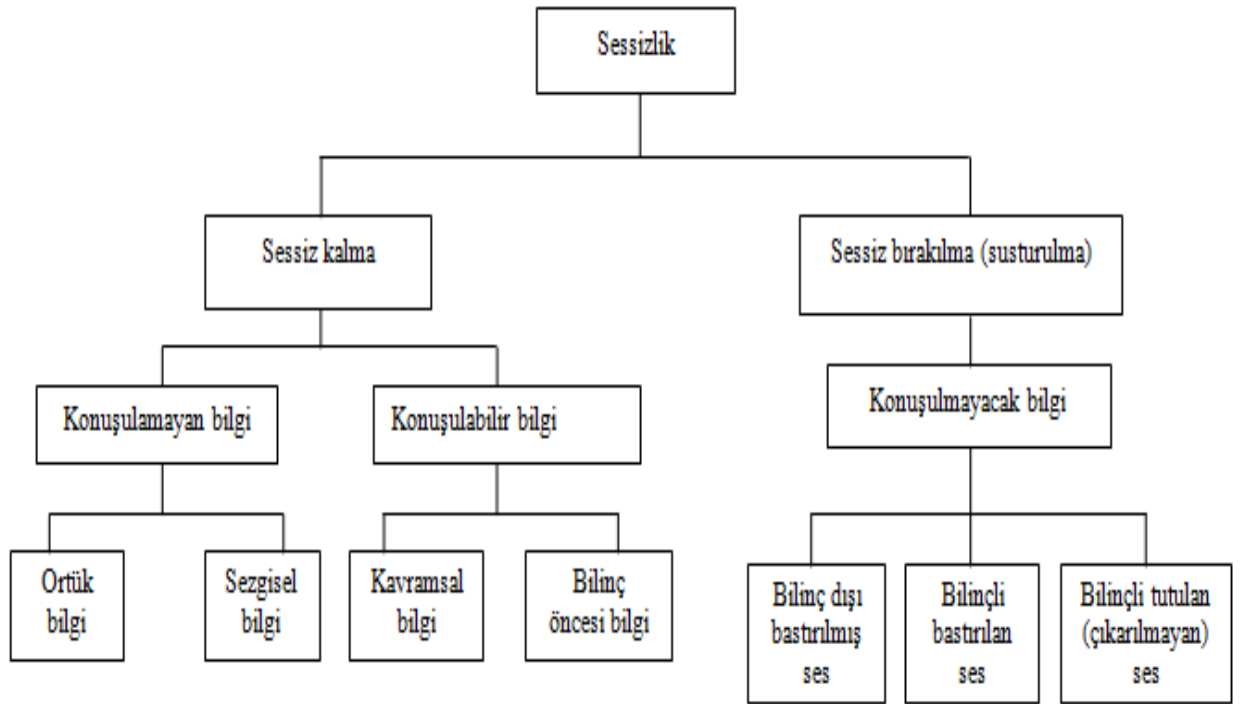 Sessizlik
Sessiz kalma
Sessiz bırakılma (susturulma)
Konuşulamayan bilgi
Konuşulabilir bilgi
Konuşulmayacak bilgi
Ortük
bilgi
Sezgisel
bilgi
Kavramsal
bilgi
Bilinç
öncesi bilgi
Bilinç dışı
bastırılmış
ses
Bilinçli
bastırılan
ses
Bilinçli tutulan
(çıkarılmayan)
ses